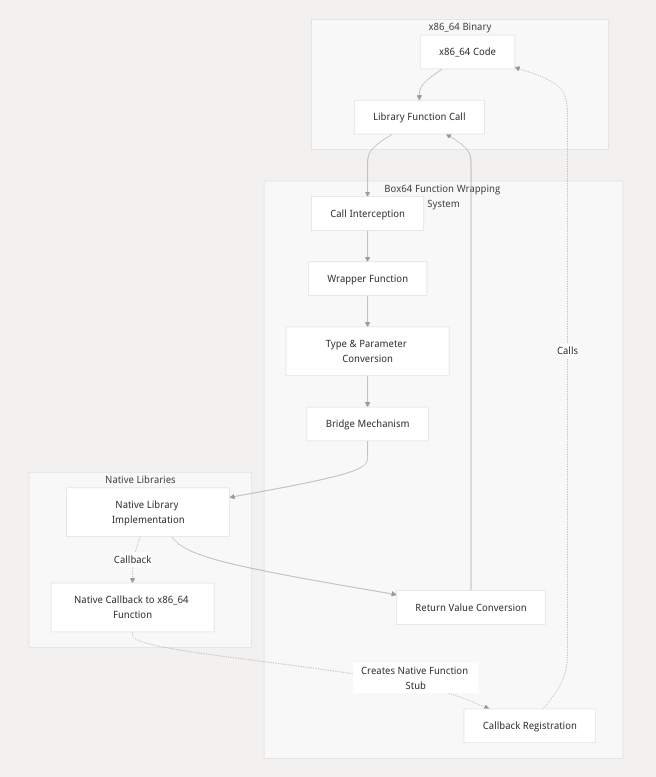 x86_64 Binary
x86_64 Code
Library Function Call
Box64 Function Wrapping
System
Call Interception
Wrapper Function
Type & Parameter
Conversion
Calls
Bridge Mechanism
Native Libraries
Native Library
Implementation
Callback
Native Callback to x86_64
Function
Return Value Conversion
Creates Native Function
Stub
Callback Registration